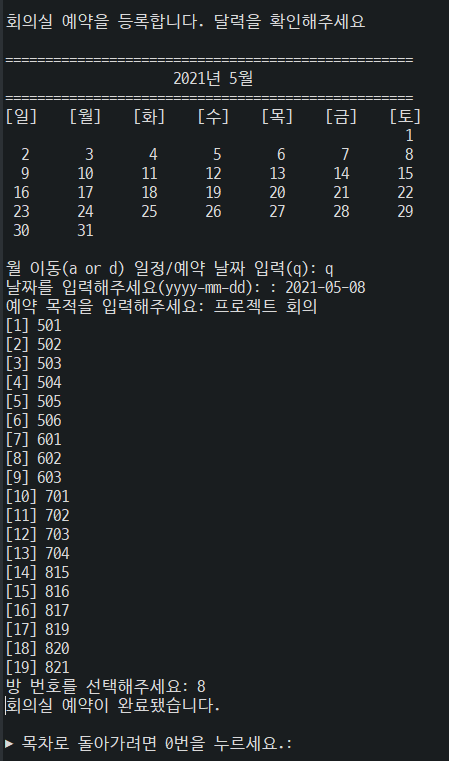 회의실 예약을 등록합니다. 달력을 확인해주세요
===================================================
2021년 5월
===================================================
[일] [월] [화] [수] [목] [금] [토]
1
2 3 4 5 6 7 8
9 10 11 12 13 14 15
16 17 18 19 20 21 22
23 24 25 26 27 28 29
30 31
월 이동(a or d) 일정/예약 날짜 입력(q): q
날짜를 입력해주세요(yyyy-mm-dd): : 2021-05-08
예약 목적을 입력해주세요: 프로젝트 회의
[1] 501
[2] 502
[3] 503
[4] 504
[5] 505
[6] 506
[7] 601
[8] 602
[9] 603
[10] 701
[11] 702
[12] 703
[13] 704
[14] 815
[15] 816
[16] 817
[17] 819
[18] 820
[19] 821
방 번호를 선택해주세요: 8
회의실 예약이 완료됐습니다.
▶ 목차로 돌아가려면 0번을 누르세요.: